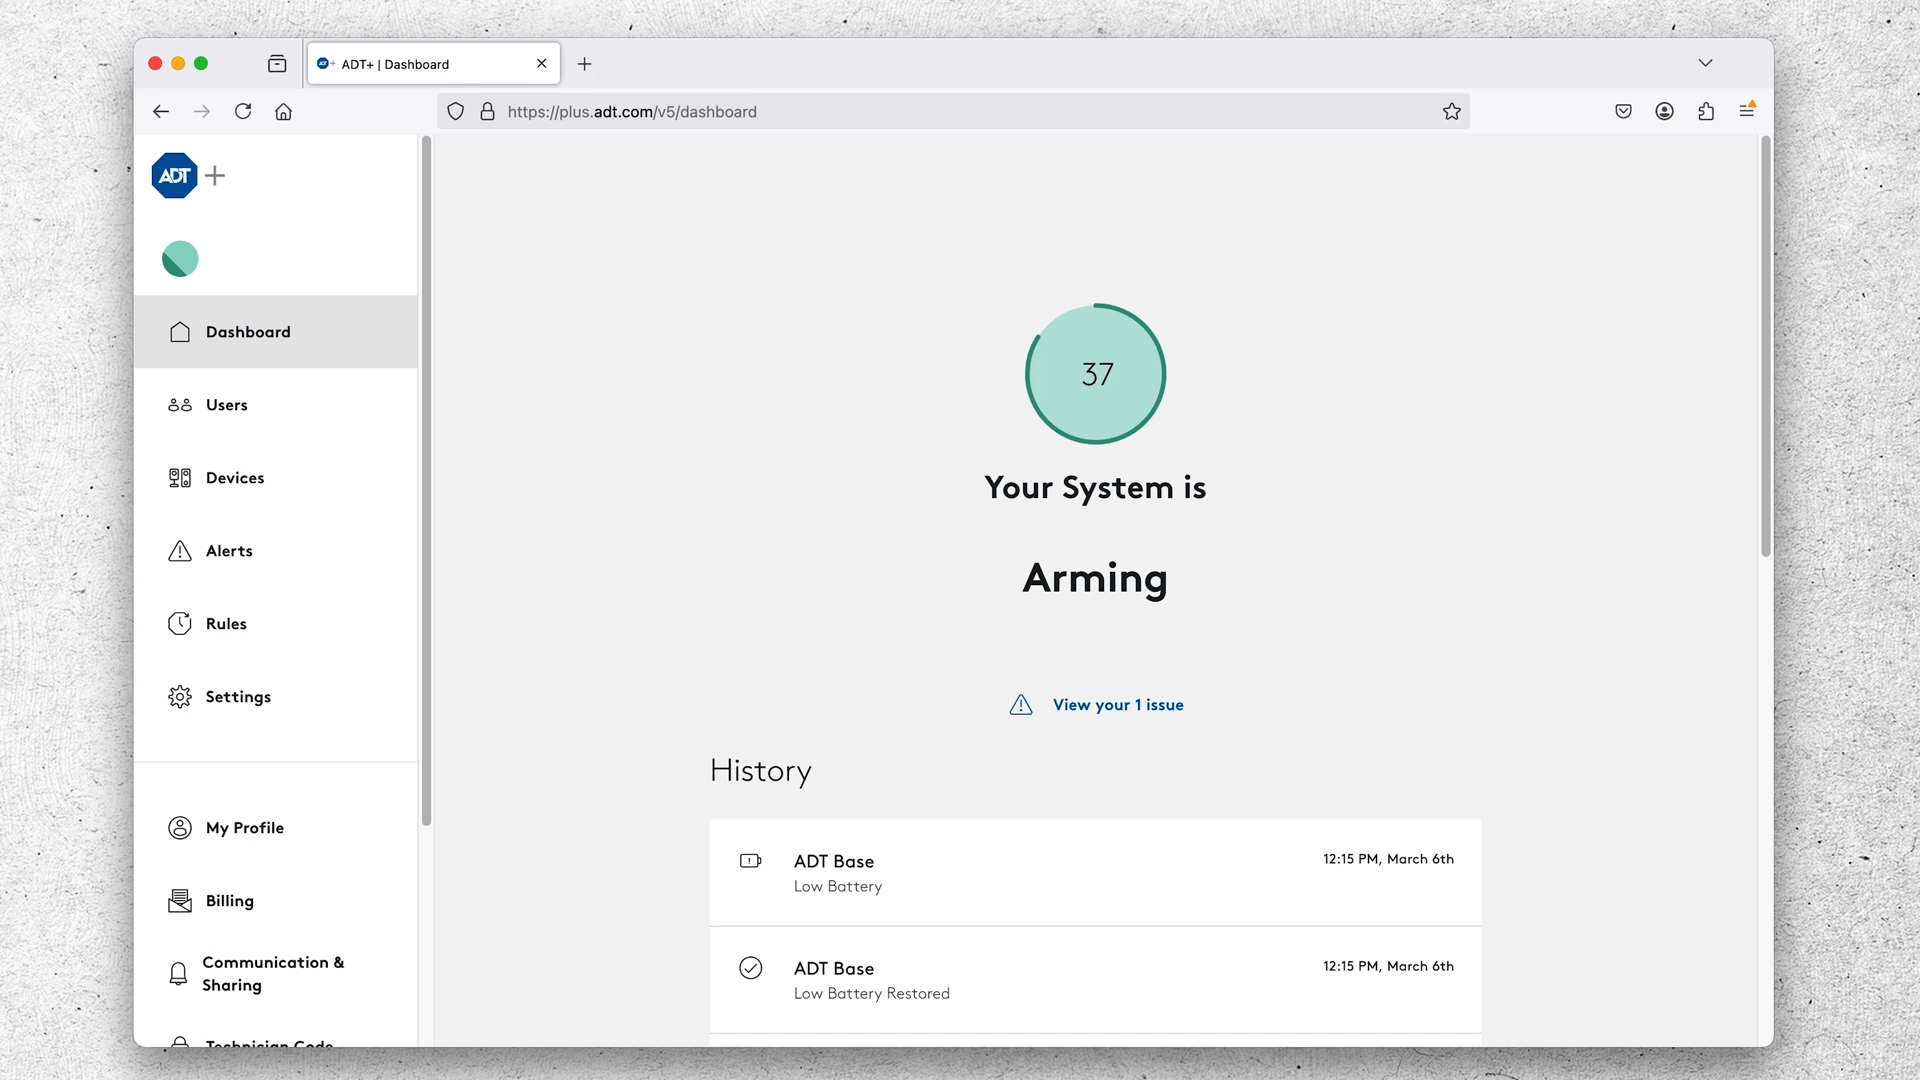 ADT+ | Dashboard
https://plus.adt.com/v5/dashboard
ADT+
Dashboard
Users
Devices
Alerts
Rules
Settings
My Profile
Billing
Communication &
Sharing
Technician Code
37
Your System is
Arming
View your 1 issue
History
ADT Base
12:15 PM, March 6th
Low Battery
ADT Base
12:15 PM, March 6th
Low Battery Restored